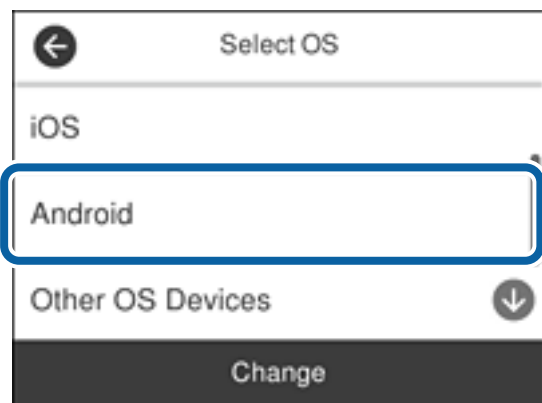 Select OS
iOS
Android
Other OS Devices
Change